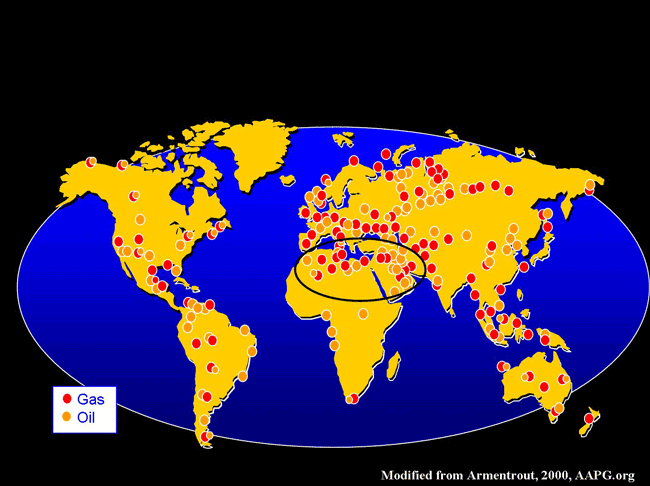 Gas
Oil
Modified from Armentrout, 2000, AAPG.org